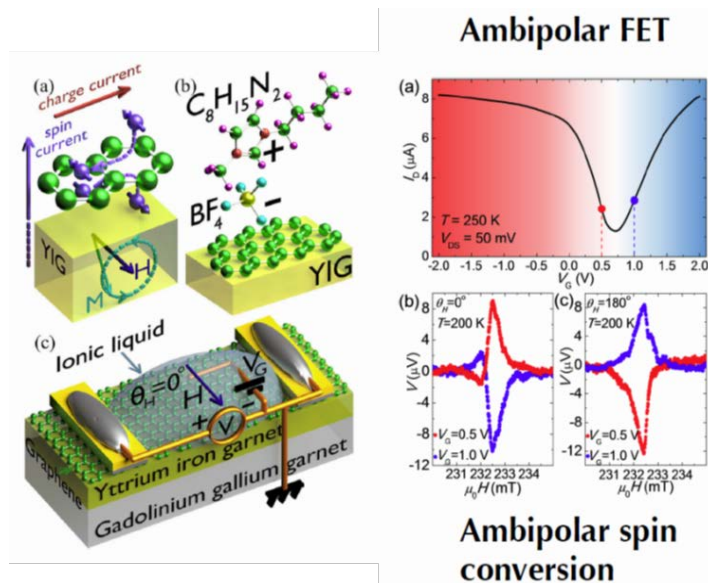 Ambipolar FET
(a)
charge current
spin
current
YIG
M
H
(b)
C8H15N2
+
BF4
-
YIG
(c)
Ionic liquid
θH=0°
H
VG
+
-
V
Graphene
Yttrium iron garnet
Gadolinium gallium garnet
(a)
ID (μA)
8
6
4
2
0
T = 250 K
VDS = 50 mV
-2.0 -1.5 -1.0 -0.5 0.0 0.5 1.0 1.5 2.0
VG (V)
(b) θH=0°
T=200 K
V (μV)
8
4
0
-4
-8
-12
VG=0.5 V
VG=1.0 V
231 232 233 234
μ0H (mT)
(c) θH=180°
T=200 K
VG=0.5 V
VG=1.0 V
231 232 233 234
μ0H (mT)
Ambipolar spin
conversion